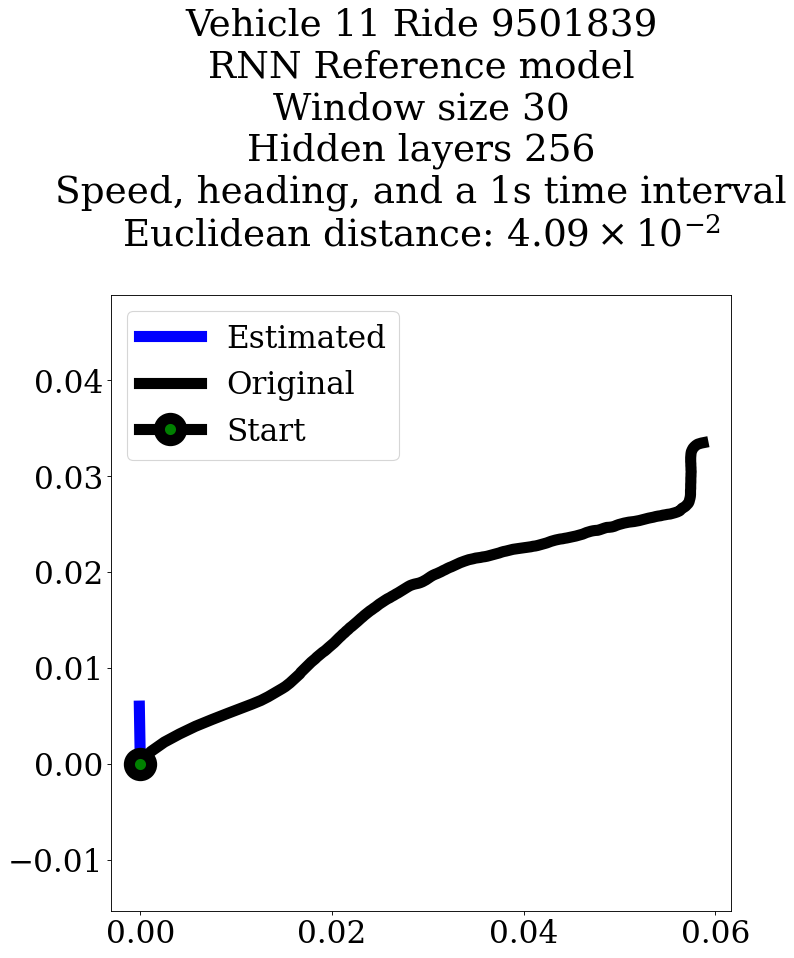 Vehicle 11 Ride 9501839
RNN Reference model
Window size 30
Hidden layers 256
Speed, heading, and a 1s time interval
Euclidean distance: 4.09 × 10⁻²
Estimated
Original
Start
0.04
0.03
0.02
0.01
0.00
−0.01
0.00 0.02 0.04 0.06